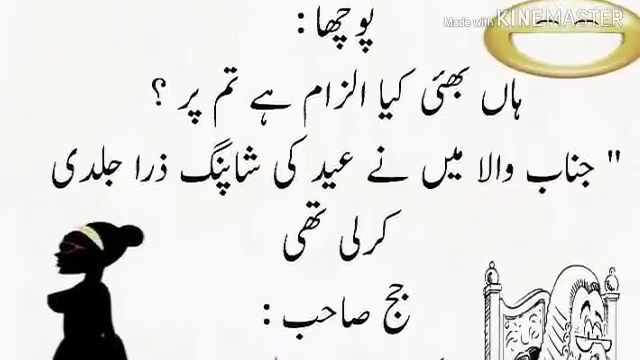 Made with KINEMASTER
پوچھا :
ہاں بھئی کیا الزام ہے تم پر ؟
" جناب والا میں نے عید کی شاپنگ ذرا جلدی
کرلی تھی
جج صاحب :